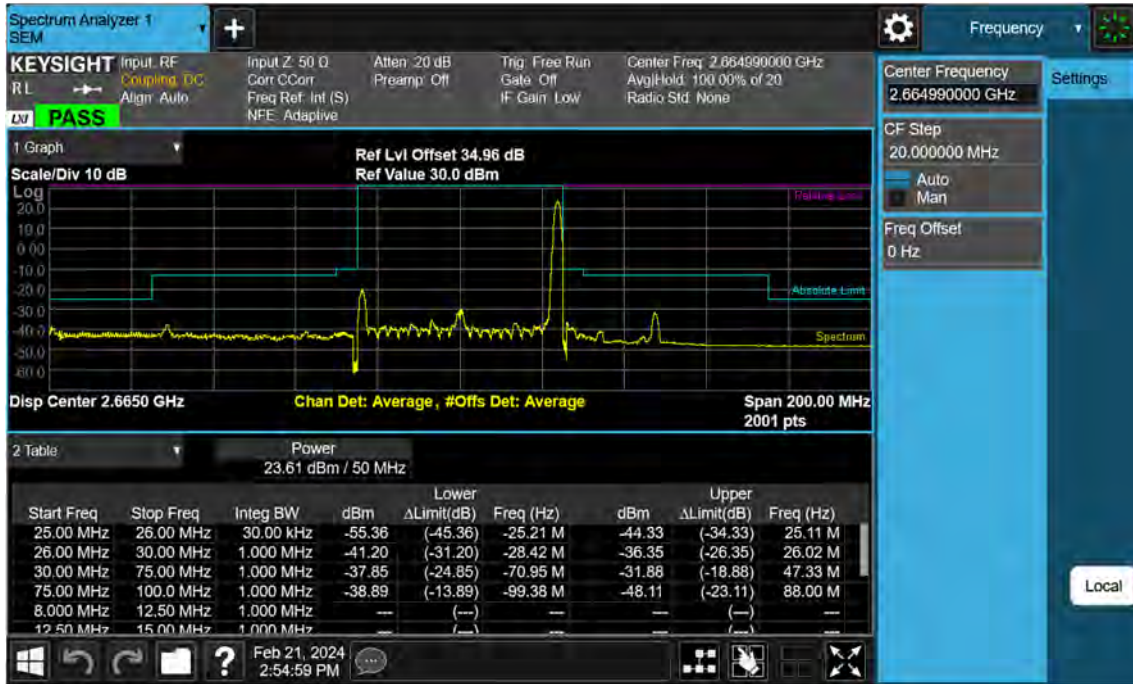 Spectrum Analyzer 1
SEM
Frequency
KEYSIGHT
RL
LXI
PASS
Input: RF
Coupling: DC
Align: Auto
Input Z: 50 Ω
Corr CCorr
Freq Ref: Int (S)
NFE: Adaptive
Atten: 20 dB
Preamp: Off
Trig: Free Run
Gate: Off
IF Gain: Low
Center Freq: 2.664990000 GHz
Avg|Hold: 100.00% of 20
Radio Std: None
Center Frequency
2.664990000 GHz
Settings
CF Step
20.000000 MHz
Auto
Man
Freq Offset
0 Hz
1 Graph
Scale/Div 10 dB
Ref Lvl Offset 34.96 dB
Ref Value 30.0 dBm
Log
20.0
10.0
0.00
-10.0
-20.0
-30.0
-40.0
-50.0
-60.0
Absolute Limit
Spectrum
Disp Center 2.6650 GHz
Chan Det: Average, #Offs Det: Average
Span 200.00 MHz
2001 pts
2 Table
Power
23.61 dBm / 50 MHz
Lower Upper
Start Freq Stop Freq Integ BW dBm ΔLimit(dB) Freq (Hz) dBm ΔLimit(dB) Freq (Hz)
25.00 MHz 26.00 MHz 30.00 kHz -55.36 (-45.36) -25.21 M -44.33 (-34.33) 25.11 M
26.00 MHz 30.00 MHz 1.000 MHz -41.20 (-31.20) -28.42 M -36.35 (-26.35) 26.02 M
30.00 MHz 75.00 MHz 1.000 MHz -37.85 (-24.85) -70.95 M -31.88 (-18.88) 47.33 M
75.00 MHz 100.0 MHz 1.000 MHz -38.89 (-13.89) -99.38 M -48.11 (-23.11) 88.00 M
8.000 MHz 12.50 MHz 1.000 MHz --- (---) --- --- (---) ---
12.50 MHz 15.00 MHz 1.000 MHz --- (---) --- --- (---) ---
Local
?
Feb 21, 2024
2:54:59 PM